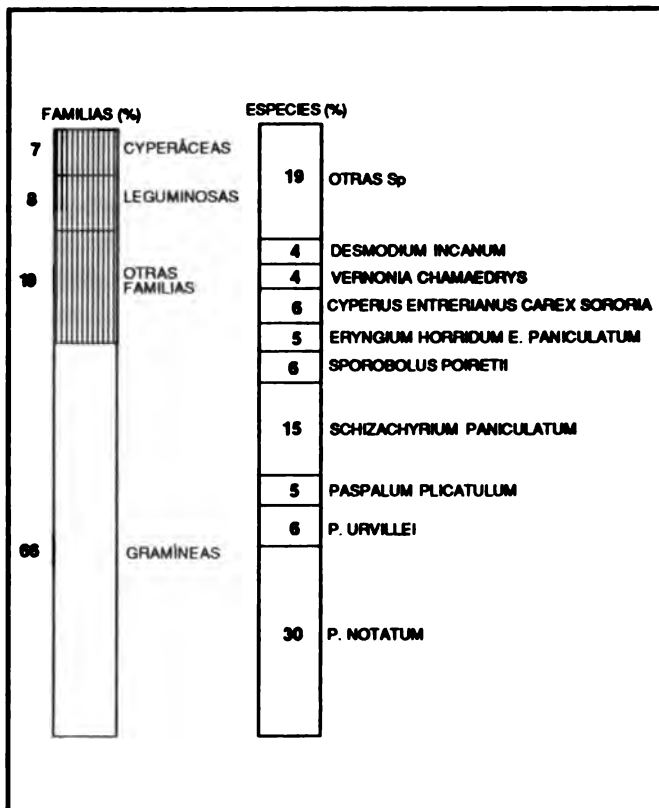 FAMILIAS (%)
7 CYPERÁCEAS
8 LEGUMINOSAS
19 OTRAS
FAMILIAS
66 GRAMÍNEAS
ESPECIES (%)
19 OTRAS Sp
4 DESMODIUM INCANUM
4 VERNONIA CHAMAEDRYS
6 CYPERUS ENTRERIANUS CAREX SORORIA
5 ERYNGIUM HORRIDUM E. PANICULATUM
6 SPOROBOLUS POIRETII
15 SCHIZACHYRIUM PANICULATUM
5 PASPALUM PLICATULUM
6 P. URVILLEI
30 P. NOTATUM